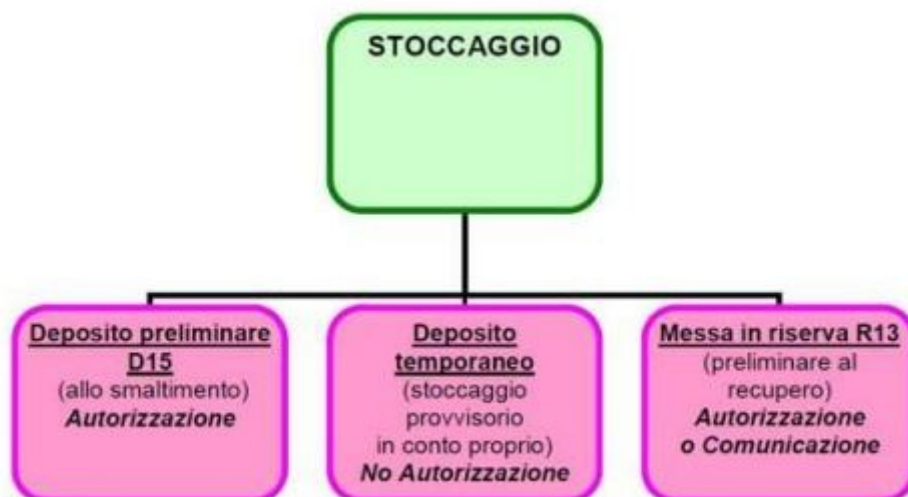 STOCCAGGIO
Deposito preliminare
D15
(allo smaltimento)
Autorizzazione
Deposito
temporaneo
(stoccaggio
provvisorio
in conto proprio)
No Autorizzazione
Messa in riserva R13
(preliminare al
recupero)
Autorizzazione
o Comunicazione